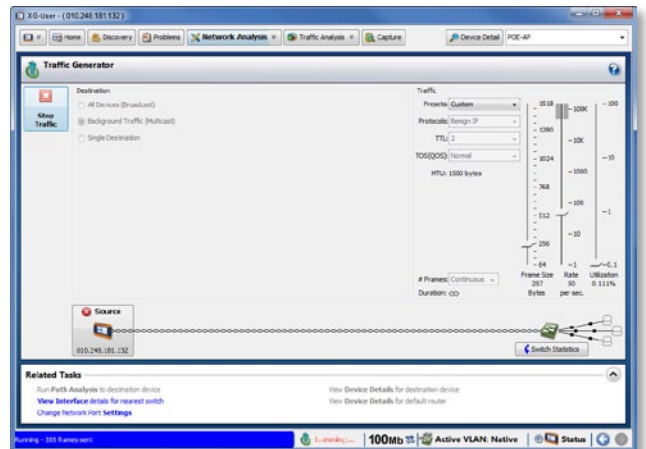 XG-User - ( 010.248.181.132 )
Home
Discovery
Problems
Network Analysis
Traffic Analysis
Capture
Device Detail
POE-AP
Traffic Generator
Stop Traffic
Destination
All Devices (Broadcast)
Background Traffic (Multicast)
Single Destination
Traffic
Presets: Custom
Protocols: Benign IP
TTL: 2
TOS(QOS): Normal
MTU: 1500 bytes
# Frames: Continuous
Duration: ∞
1518
1280
1024
768
512
256
64
100K
10K
1000
100
10
1
100
10
1
0.1
Frame Size
287
Bytes
Rate
50
per sec.
Utilization
0.111%
Source
010.248.181.132
Switch Statistics
Related Tasks
Run Path Analysis to destination device
View Interface details for nearest switch
Change Network Port Settings
View Device Details for destination device
View Device Details for default router
Running - 355 frames sent
Running...
100Mb
Active VLAN: Native
Status